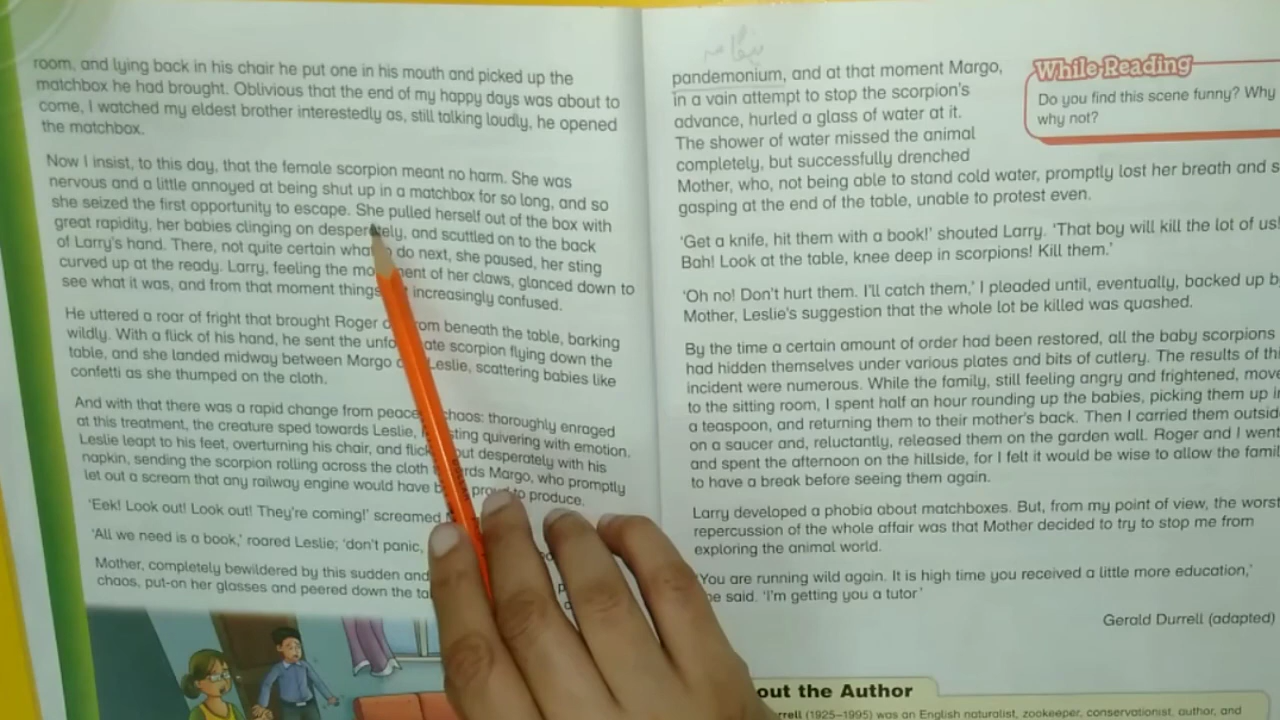 room, and lying back in his chair he put one in his mouth and picked up the
matchbox he had brought. Oblivious that the end of my happy days was about to
come, I watched my eldest brother interestedly as, still talking loudly, he opened
the matchbox.
Now I insist, to this day, that the female scorpion meant no harm. She was
nervous and a little annoyed at being shut up in a matchbox for so long, and so
she seized the first opportunity to escape. She pulled herself out of the box with
great rapidity, her babies clinging on desperately, and scuttled on to the back
of Larry's hand. There, not quite certain what do next, she paused, her sting
curved up at the ready. Larry, feeling the of her claws, glanced down to
see what it was, and from that moment things increasingly confused.
He uttered a roar of fright that brought Roger from beneath the table, barking
wildly. With a flick of his hand, he sent the scorpion flying down the
table, and she landed midway between Margo Leslie, scattering babies like
confetti as she thumped on the cloth.
And with that there was a rapid change from peace chaos: thoroughly enraged
at this treatment, the creature sped towards Leslie, sting quivering with emotion.
Leslie leapt to his feet, overturning his chair, and out desperately with his
napkin, sending the scorpion rolling across the cloth Margo, who promptly
let out a scream that any railway engine would have proud to produce.
'Eek! Look out! Look out! They're coming!' screamed
'All we need is a book,' roared Leslie; 'don't panic,
Mother, completely bewildered by this sudden and
chaos, put-on her glasses and peered down the
pandemonium, and at that moment Margo,
in a vain attempt to stop the scorpion's
advance, hurled a glass of water at it.
The shower of water missed the animal
completely, but successfully drenched
Mother, who, not being able to stand cold water, promptly lost her breath and
gasping at the end of the table, unable to protest even.
While Reading
Do you find this scene funny? Why
why not?
'Get a knife, hit them with a book!' shouted Larry. 'That boy will kill the lot of us!
Bah! Look at the table, knee deep in scorpions! Kill them.'
'Oh no! Don't hurt them. I'll catch them,' I pleaded until, eventually, backed up
Mother, Leslie's suggestion that the whole lot be killed was quashed.
By the time a certain amount of order had been restored, all the baby scorpions
had hidden themselves under various plates and bits of cutlery. The results of
incident were numerous. While the family, still feeling angry and frightened,
to the sitting room, I spent half an hour rounding up the babies, picking them up
a teaspoon, and returning them to their mother's back. Then I carried them
on a saucer and, reluctantly, released them on the garden wall. Roger and I went
and spent the afternoon on the hillside, for I felt it would be wise to allow the
to have a break before seeing them again.
Larry developed a phobia about matchboxes. But, from my point of view, the worst
repercussion of the whole affair was that Mother decided to try to stop me from
exploring the animal world.
'You are running wild again. It is high time you received a little more education,'
he said. 'I'm getting you a tutor'
Gerald Durrell (adapted)
out the Author
(1925–1995) was an English naturalist, zookeeper, conservationist, author, and